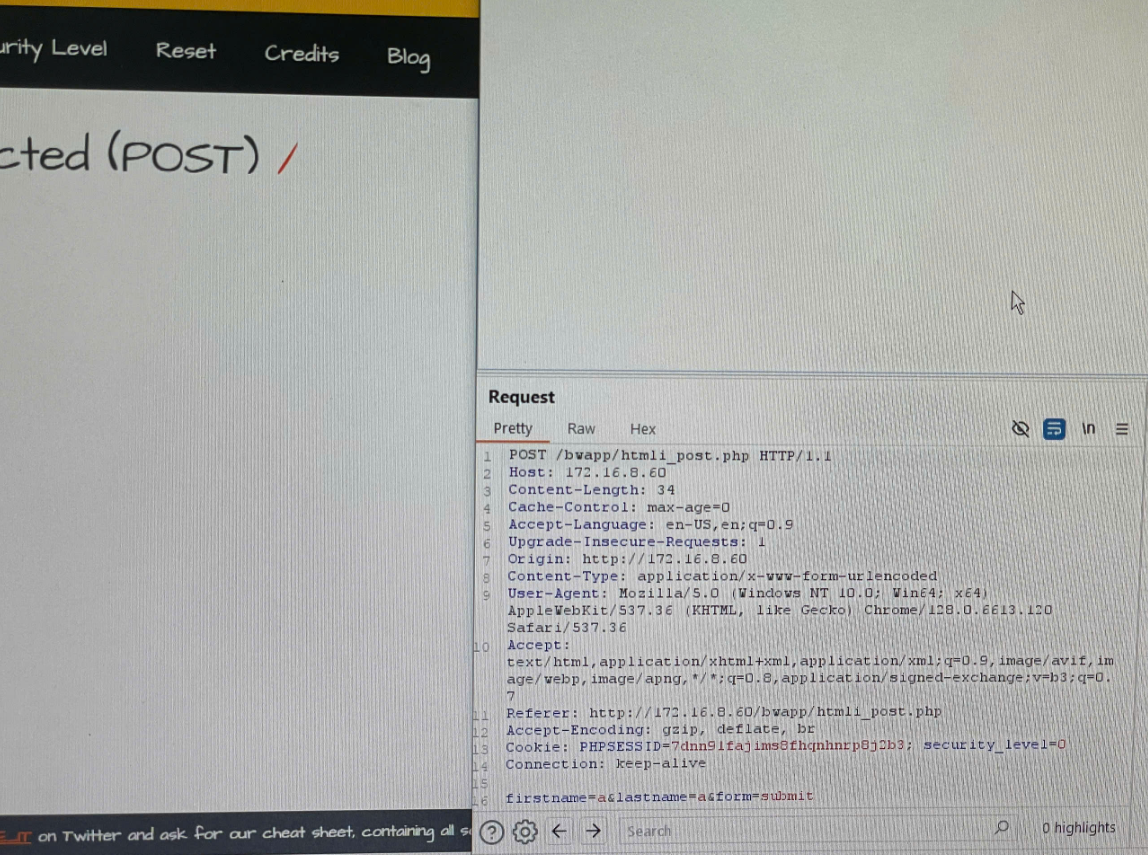 urity Level Reset Credits Blog
cted (POST) /
Request
Pretty Raw Hex
\n
1 POST /bwapp/htmli_post.php HTTP/1.1
2 Host: 172.16.8.60
3 Content-Length: 34
4 Cache-Control: max-age=0
5 Accept-Language: en-US,en;q=0.9
6 Upgrade-Insecure-Requests: 1
7 Origin: http://172.16.8.60
8 Content-Type: application/x-www-form-urlencoded
9 User-Agent: Mozilla/5.0 (Windows NT 10.0; Win64; x64)
AppleWebKit/537.36 (KHTML, like Gecko) Chrome/128.0.6613.120
Safari/537.36
10 Accept:
text/html,application/xhtml+xml,application/xml;q=0.9,image/avif,im
age/webp,image/apng,*/*;q=0.8,application/signed-exchange;v=b3;q=0.
7
11 Referer: http://172.16.8.60/bwapp/htmli_post.php
12 Accept-Encoding: gzip, deflate, br
13 Cookie: PHPSESSID=7dnn91fajims8fhqnhnrp8j2b3; security_level=0
14 Connection: keep-alive
15
16 firstname=a&lastname=a&form=submit
E_IT on Twitter and ask for our cheat sheet, containing all s
Search
0 highlights